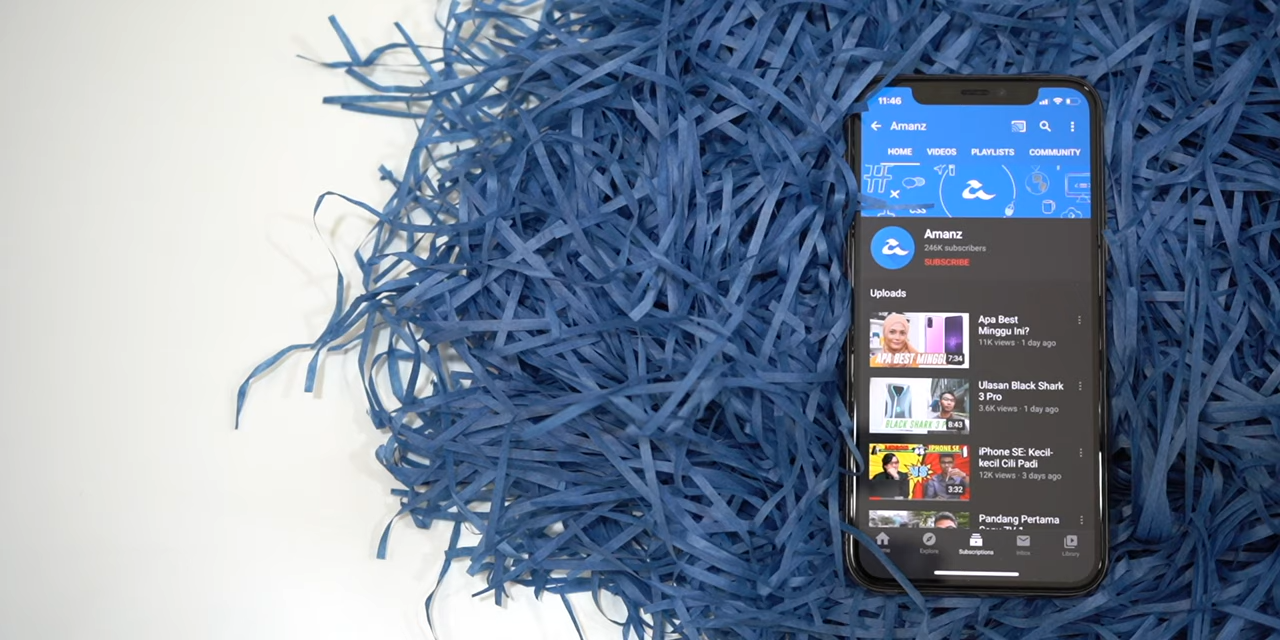 11:46
Amanz
HOME VIDEOS PLAYLISTS COMMUNITY
#
CSS
Amanz
246K subscribers
SUBSCRIBE
Uploads
APA BEST MINGGU
7:34
Apa Best
Minggu Ini?
11K views · 1 day ago
BLACK SHARK 3 P
8:43
Ulasan Black Shark
3 Pro
3.6K views · 1 day ago
IPHONE SE
3:32
iPhone SE: Kecil-
kecil Cili Padi
12K views · 3 days ago
Pandang Pertama
Explore Subscriptions Inbox Library